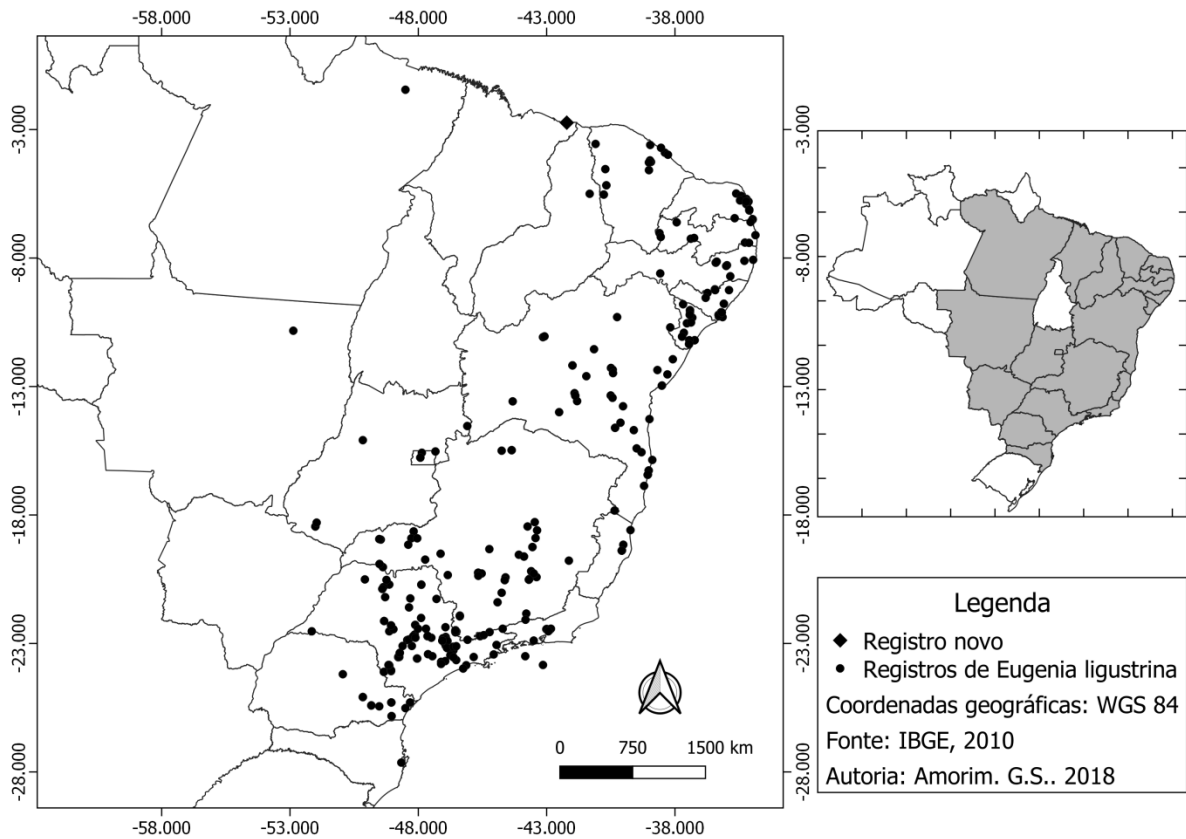 -58.000 -53.000 -48.000 -43.000 -38.000
-3.000
-8.000
-13.000
-18.000
-23.000
-28.000
-3.000
-8.000
-13.000
-18.000
-23.000
-28.000
0 750 1500 km
-58.000 -53.000 -48.000 -43.000 -38.000
Legenda
Registro novo
Registros de Eugenia ligustrina
Coordenadas geográficas: WGS 84
Fonte: IBGE, 2010
Autoria: Amorim. G.S.. 2018